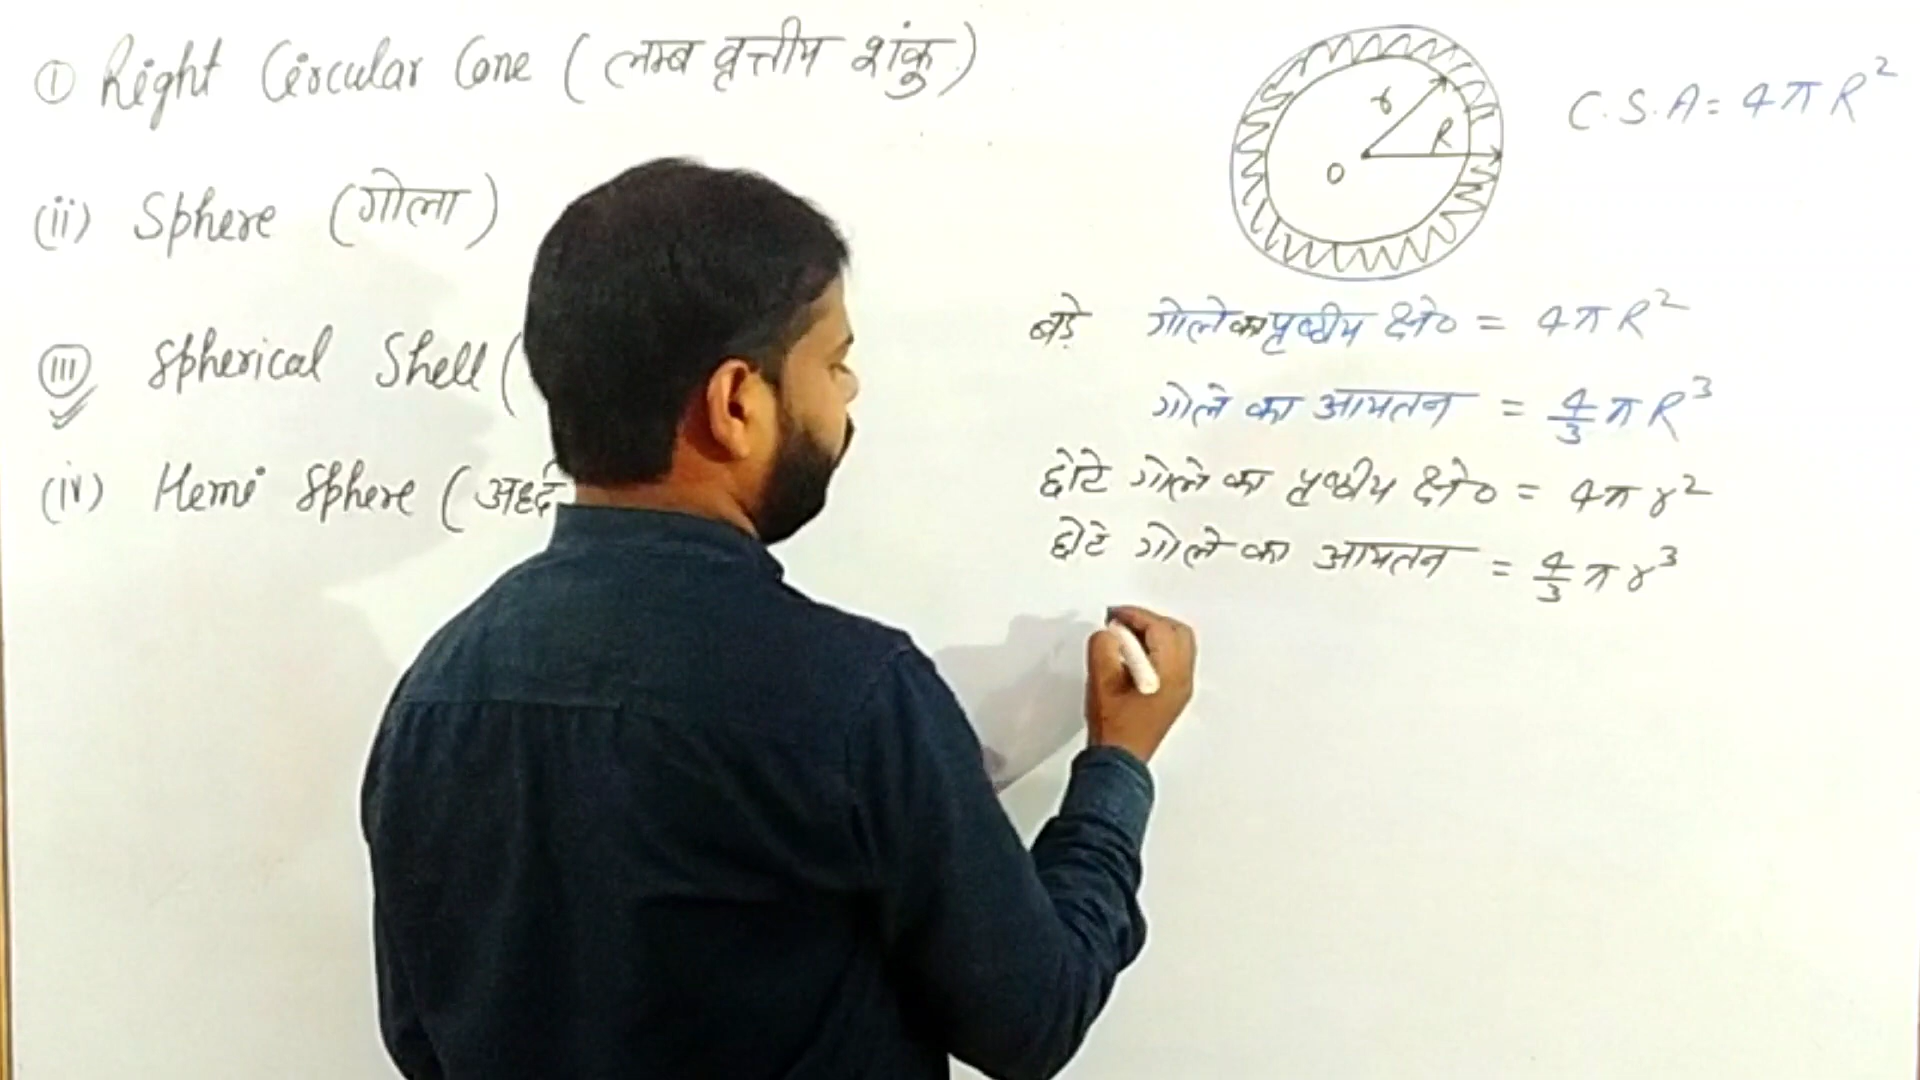 ① Right Circular Cone (लम्ब वृत्तीय शंकु)
(ii) Sphere (गोला)
(III) Spherical Shell (
(iv) Hemi Sphere (अर्द्ध
r
R
O
C.S.A = 4πR²
बड़े गोले का पृष्ठीय क्षे० = 4πR²
गोले का आयतन = 4/3 πR³
छोटे गोले का पृष्ठीय क्षे० = 4πr²
छोटे गोले का आयतन = 4/3 πr³